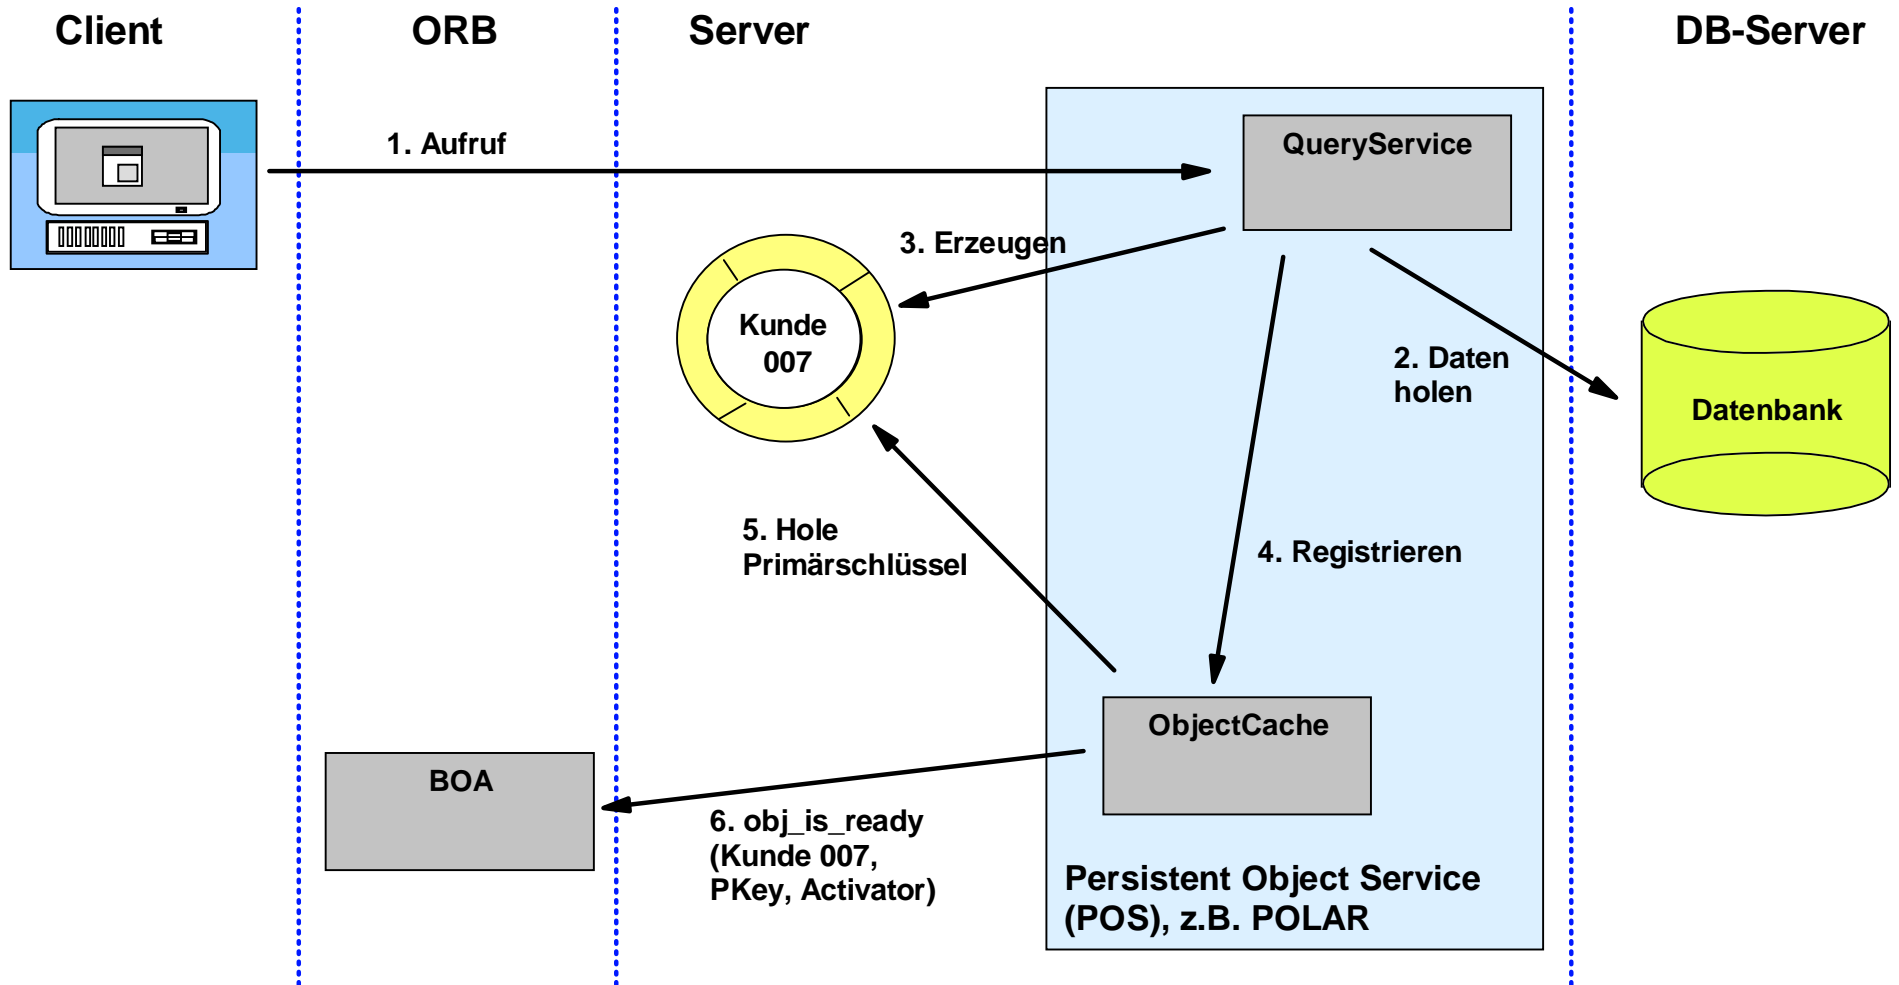 Client
ORB
Server
DB-Server
1. Aufruf
QueryService
3. Erzeugen
Kunde
007
2. Daten
holen
Datenbank
5. Hole
Primärschlüssel
4. Registrieren
ObjectCache
BOA
6. obj_is_ready
(Kunde 007,
PKey, Activator)
Persistent Object Service
(POS), z.B. POLAR